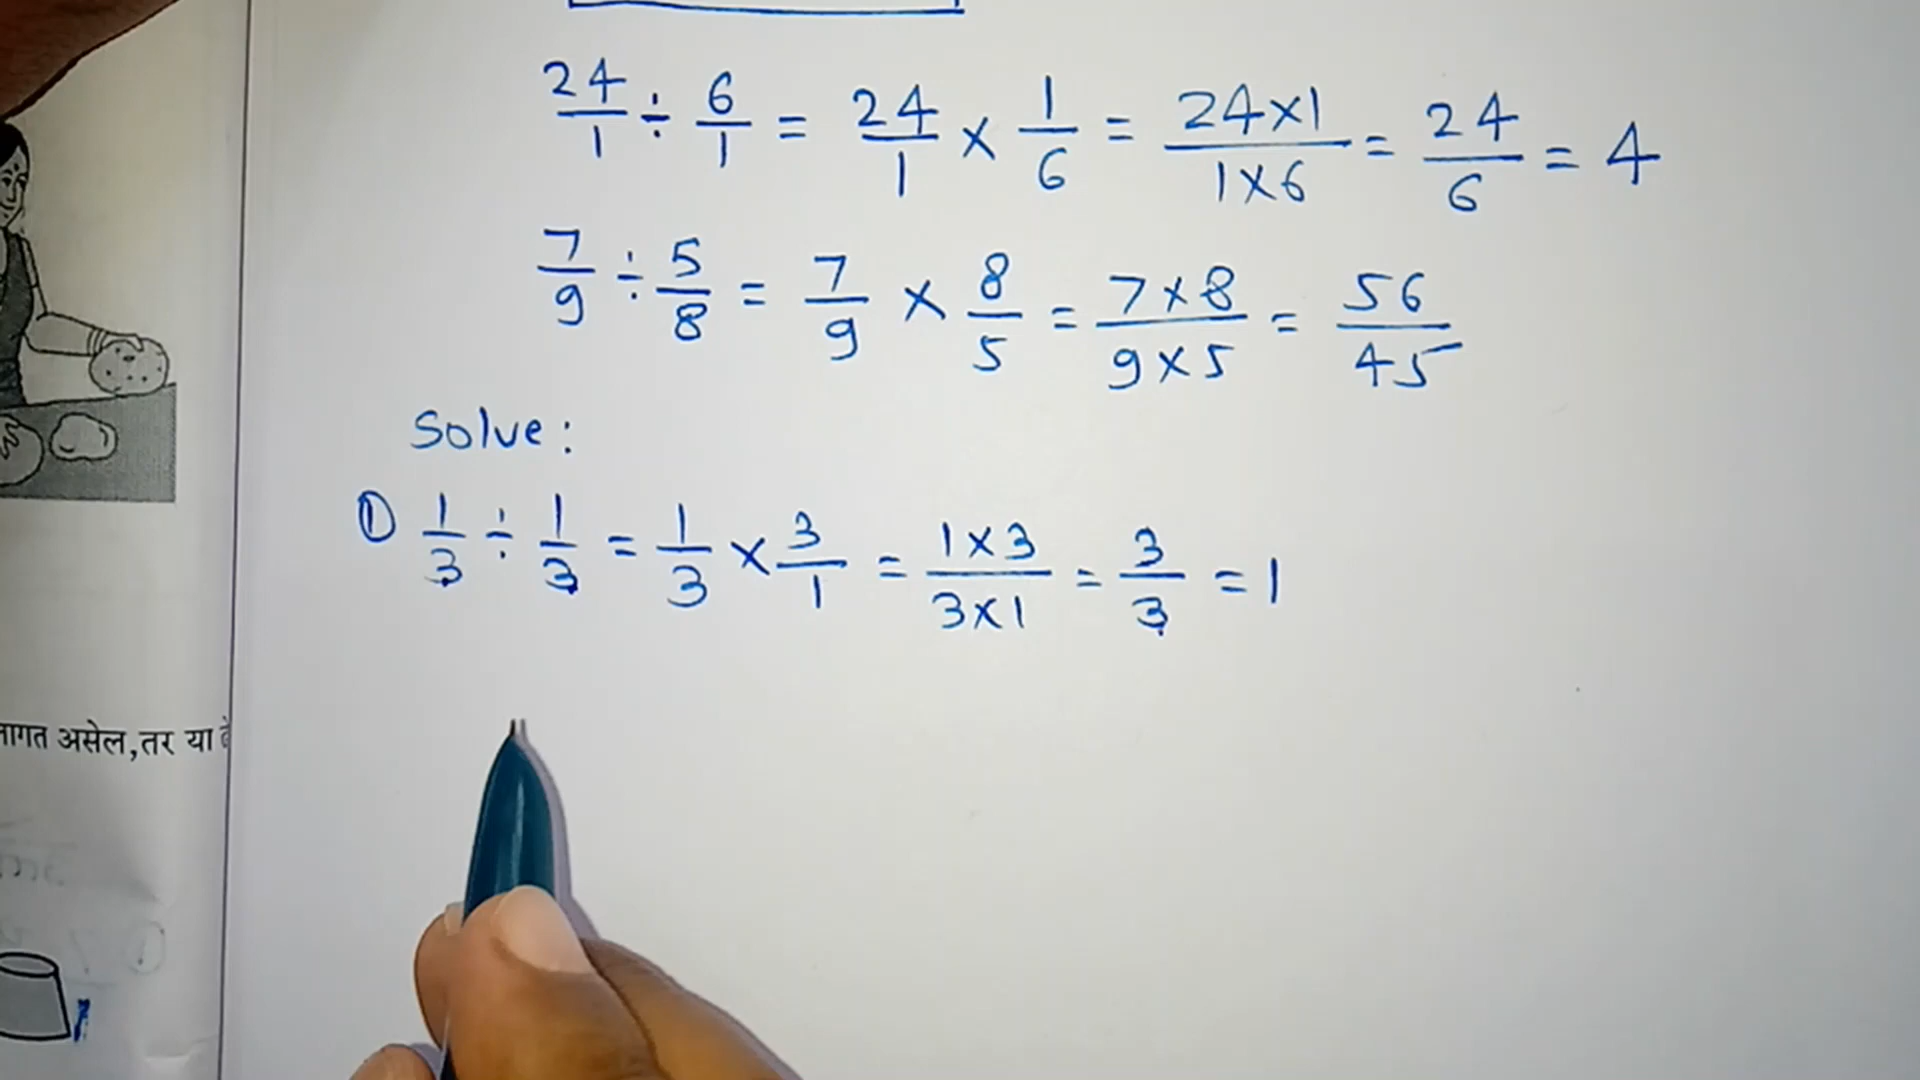 24/1 ÷ 6/1 = 24/1 × 1/6 = 24×1/1×6 = 24/6 = 4
7/9 ÷ 5/8 = 7/9 × 8/5 = 7×8/9×5 = 56/45
Solve:
① 1/3 ÷ 1/3 = 1/3 × 3/1 = 1×3/3×1 = 3/3 = 1
असेल, तर या